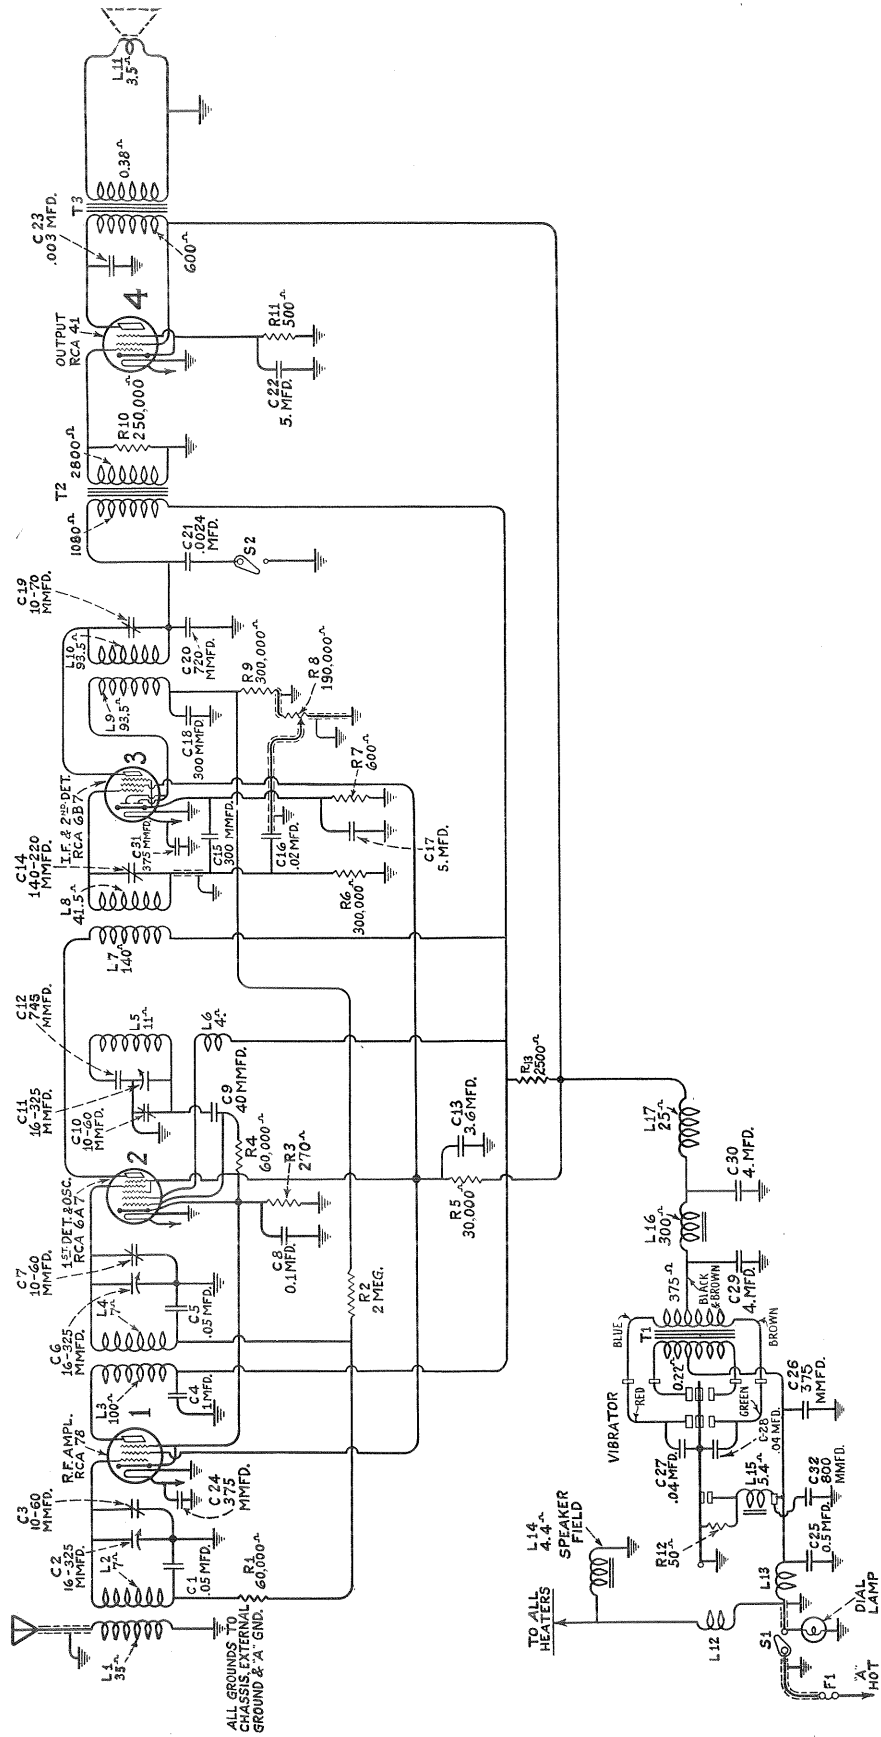 L1
35Ω
ALL GROUNDS TO
CHASSIS, EXTERNAL
GROUND & "A" GND.
C2
16-325
MMFD.
L2
7Ω
C3
10-60
MMFD.
C1
.05 MFD.
R1
60,000Ω
R.F. AMPL.
RCA 78
1
C24
375
MMFD.
L3
100Ω
C4
.1 MFD.
C6
16-325
MMFD.
L4
7Ω
C7
10-60
MMFD.
C5
.05 MFD.
R2
2 MEG.
1ST DET. & OSC.
RCA 6A7
2
C8
0.1 MFD.
R3
270Ω
R4
60,000Ω
R5
30,000Ω
C13
3.6 MFD.
C9
40 MMFD.
C10
10-60
MMFD.
C11
16-325
MMFD.
C12
745
MMFD.
L5
11Ω
L6
4Ω
L7
140Ω
L8
41.5Ω
C14
140-220
MMFD.
I.F. & 2ND DET.
RCA 6B7
3
C31
375 MMFD.
C15
300 MMFD.
C16
.02 MFD.
R6
300,000Ω
C17
5. MFD.
R7
600Ω
L9
93.5Ω
C18
300 MMFD.
R9
300,000Ω
R8
190,000Ω
L10
93.5Ω
C19
10-70
MMFD.
C20
720
MMFD.
C21
.0024
MFD.
S2
1080Ω
T2
2800Ω
R10
250,000Ω
OUTPUT
RCA 41
4
C22
5. MFD.
R11
500Ω
C23
.003 MFD.
600Ω
T3
0.38Ω
L11
3.5Ω
R13
2500Ω
TO ALL
HEATERS
L14
4.4Ω
SPEAKER
FIELD
L12
"A"
HOT
F1
S1
DIAL
LAMP
L13
C25
0.5 MFD.
R12
50Ω
L15
5.4Ω
C32
800
MMFD.
VIBRATOR
C27
.04 MFD.
C28
.04 MFD.
RED
GREEN
C26
375
MMFD.
BLUE
0.22Ω
T1
BROWN
375Ω
BLACK
& BROWN
C29
4. MFD.
L16
300Ω
C30
4. MFD.
L17
25Ω